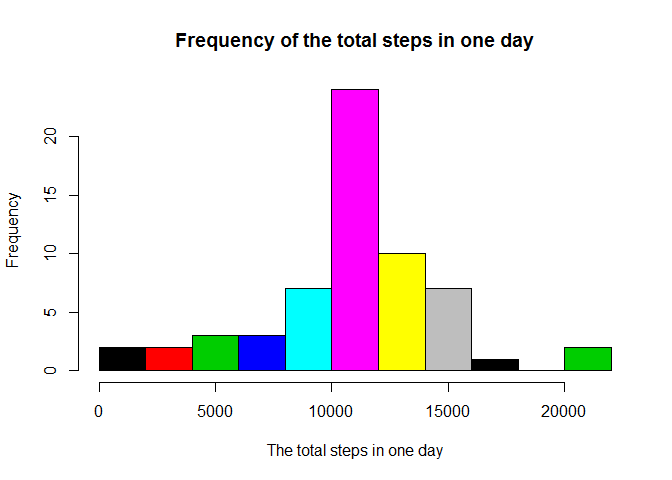 Frequency of the total steps in one day
Frequency
20
15
10
5
0
0 5000 10000 15000 20000
The total steps in one day